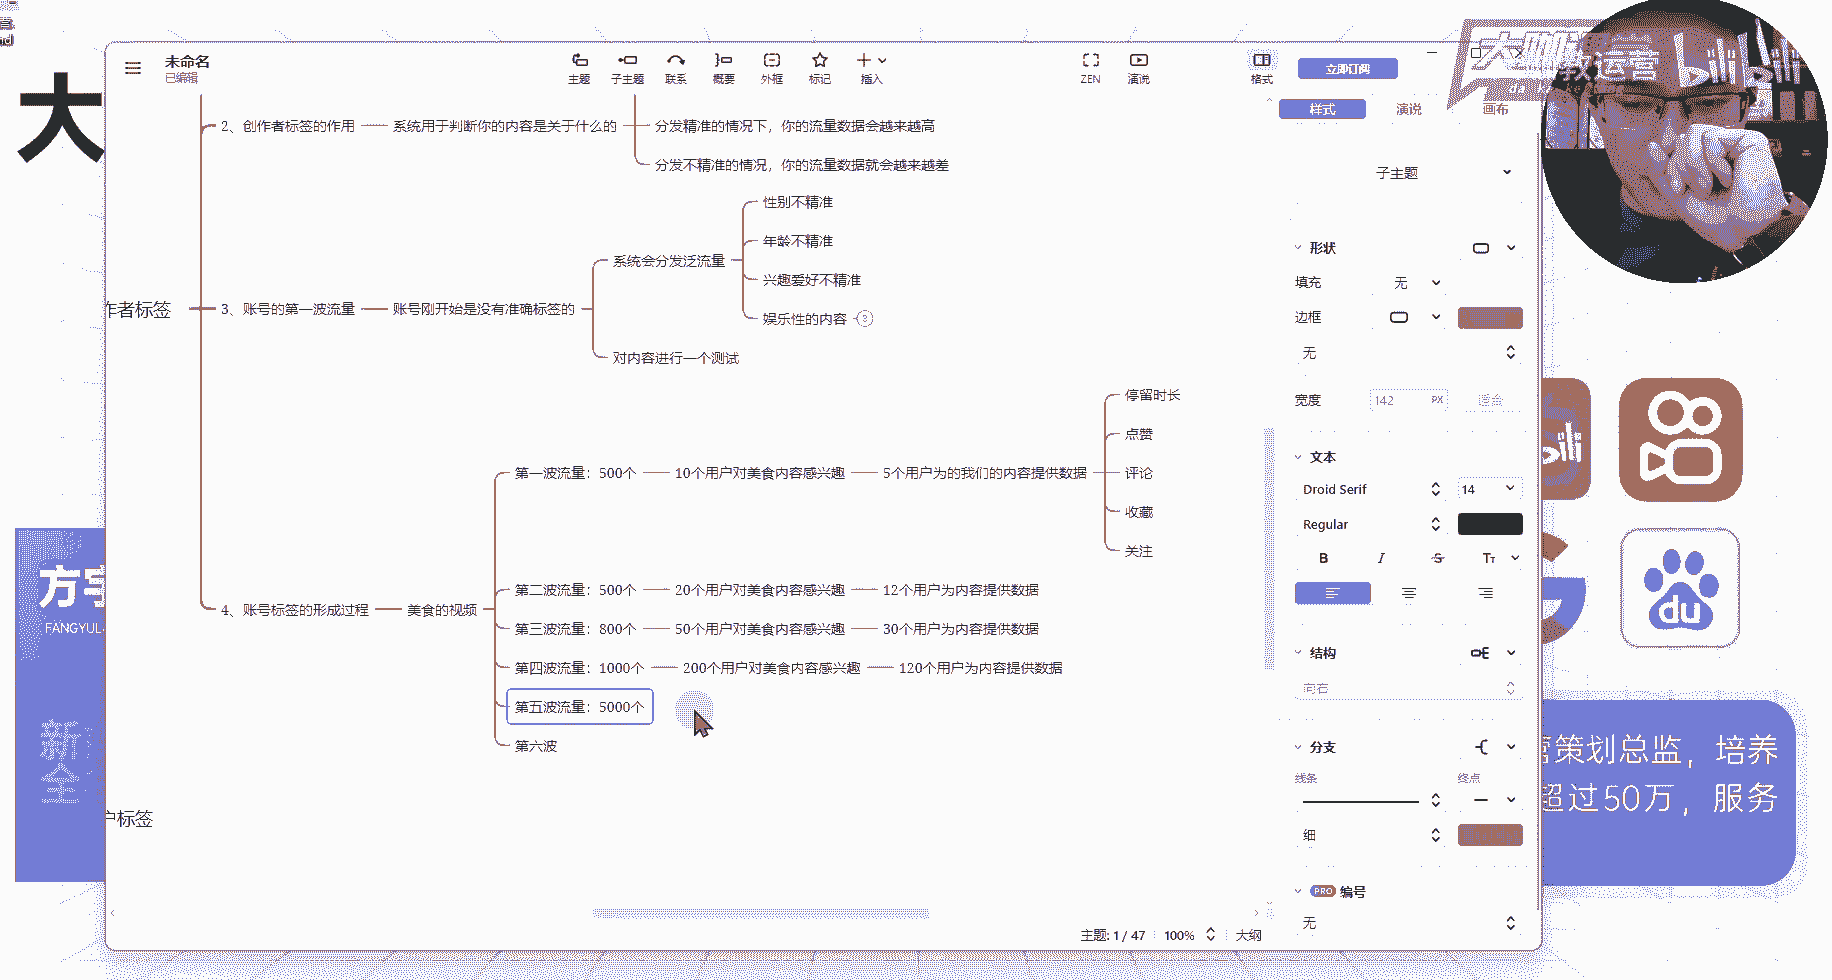 未命名
已编辑
主题
子主题
联系
概要
外框
标记
插入
ZEN
演说
格式
立即订阅
样式
演说
画布
大
运营
bili bili
2、创作者标签的作用
系统用于判断你的内容是关于什么的
分发精准的情况下，你的流量数据会越来越高
分发不精准的情况，你的流量数据就会越来越差
作者标签
3、账号的第一波流量
账号刚开始是没有准确标签的
系统会分发泛流量
性别不精准
年龄不精准
兴趣爱好不精准
娱乐性的内容
对内容进行一个测试
4、账号标签的形成过程
美食的视频
第一波流量：500个
10个用户对美食内容感兴趣
5个用户为的我们的内容提供数据
停留时长
点赞
评论
收藏
关注
第二波流量：500个
20个用户对美食内容感兴趣
12个用户为内容提供数据
第三波流量：800个
50个用户对美食内容感兴趣
30个用户为内容提供数据
第四波流量：1000个
200个用户对美食内容感兴趣
120个用户为内容提供数据
第五波流量：5000个
第六波
户标签
子主题
形状
填充
无
边框
无
宽度
142
PX
文本
Droid Serif
14
Regular
B
I
S
TT
结构
向右
分支
线条
终点
细
PRO 编号
无
主题: 1 / 47
100%
大纲
方宇
FANGYU
新
全
du
营策划总监，培养
超过50万，服务